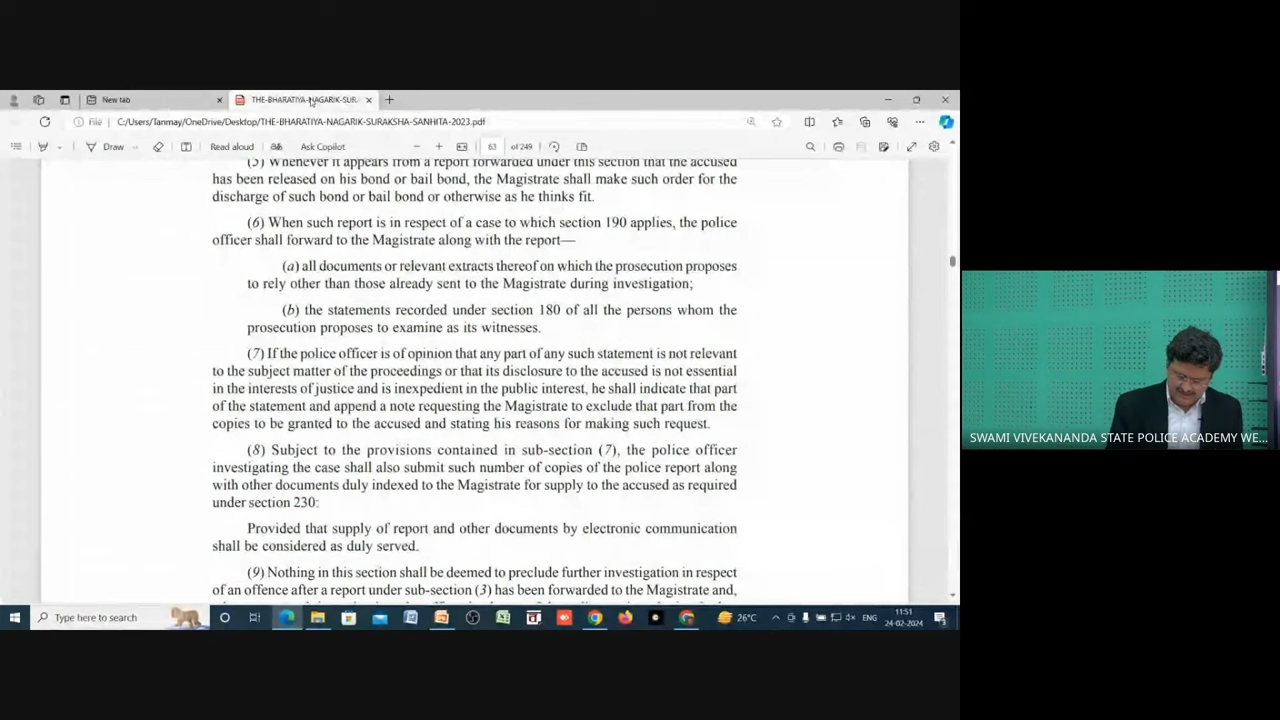 New tab
THE-BHARATIYA-NAGARIK-SUR
File
C:/Users/Tanmay/OneDrive/Desktop/THE-BHARATIYA-NAGARIK-SURAKSHA-SANHITA-2023.pdf
Draw
Read aloud
Ask Copilot
63 of 249
(5) Whenever it appears from a report forwarded under this section that the accused
has been released on his bond or bail bond, the Magistrate shall make such order for the
discharge of such bond or bail bond or otherwise as he thinks fit.
(6) When such report is in respect of a case to which section 190 applies, the police
officer shall forward to the Magistrate along with the report—
(a) all documents or relevant extracts thereof on which the prosecution proposes
to rely other than those already sent to the Magistrate during investigation;
(b) the statements recorded under section 180 of all the persons whom the
prosecution proposes to examine as its witnesses.
(7) If the police officer is of opinion that any part of any such statement is not relevant
to the subject matter of the proceedings or that its disclosure to the accused is not essential
in the interests of justice and is inexpedient in the public interest, he shall indicate that part
of the statement and append a note requesting the Magistrate to exclude that part from the
copies to be granted to the accused and stating his reasons for making such request.
(8) Subject to the provisions contained in sub-section (7), the police officer
investigating the case shall also submit such number of copies of the police report along
with other documents duly indexed to the Magistrate for supply to the accused as required
under section 230:
Provided that supply of report and other documents by electronic communication
shall be considered as duly served.
(9) Nothing in this section shall be deemed to preclude further investigation in respect
of an offence after a report under sub-section (3) has been forwarded to the Magistrate and,
SWAMI VIVEKANANDA STATE POLICE ACADEMY WE...
Type here to search
26°C
ENG
11:51
24-02-2024